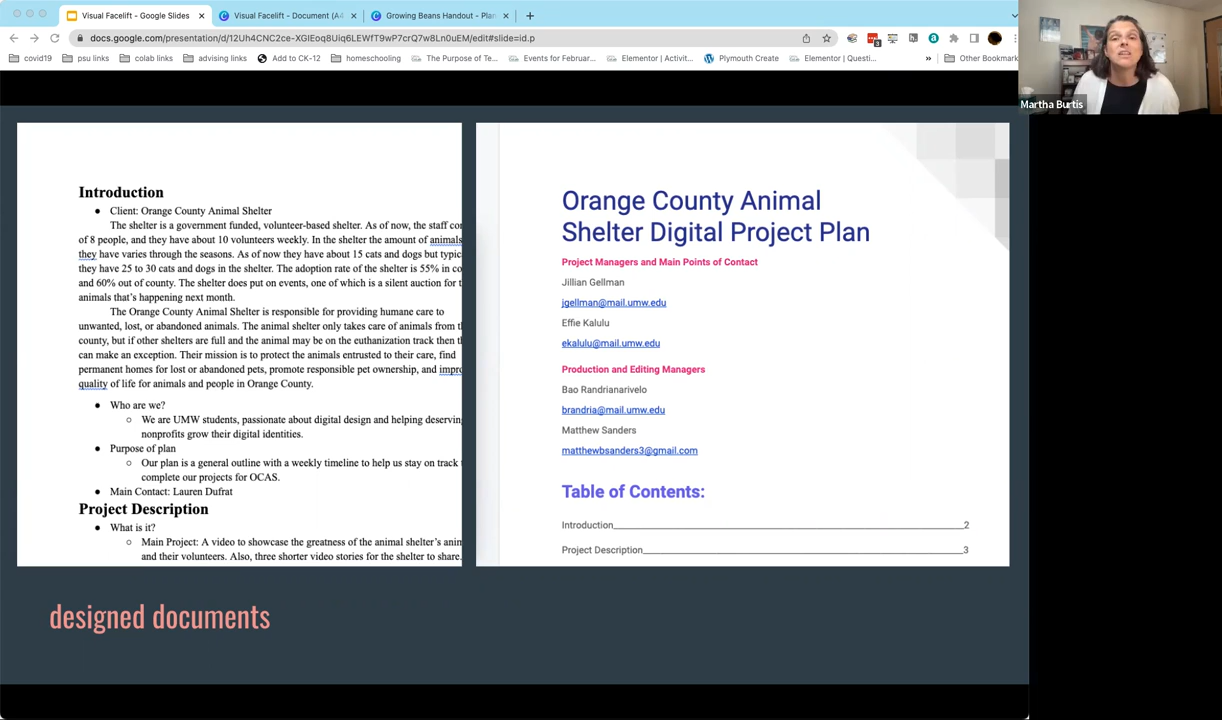 Visual Facelift - Google Slides
Visual Facelift - Document (A4
Growing Beans Handout - Plan
docs.google.com/presentation/d/12Uh4CNC2ce-XGIEoq8Uiq6LEWfT9wP7crQ7w8Ln0uEM/edit#slide=id.p
covid19
psu links
colab links
advising links
Add to CK-12
homeschooling
The Purpose of Te...
Events for Februar...
Elementor | Activit...
Plymouth Create
Elementor | Questi...
Other Bookmark
Martha Burtis
Introduction
Client: Orange County Animal Shelter
The shelter is a government funded, volunteer-based shelter. As of now, the staff con
of 8 people, and they have about 10 volunteers weekly. In the shelter the amount of animals
they have varies through the seasons. As of now they have about 15 cats and dogs but typic
they have 25 to 30 cats and dogs in the shelter. The adoption rate of the shelter is 55% in co
and 60% out of county. The shelter does put on events, one of which is a silent auction for t
animals that's happening next month.
The Orange County Animal Shelter is responsible for providing humane care to
unwanted, lost, or abandoned animals. The animal shelter only takes care of animals from th
county, but if other shelters are full and the animal may be on the euthanization track then th
can make an exception. Their mission is to protect the animals entrusted to their care, find
permanent homes for lost or abandoned pets, promote responsible pet ownership, and impro
quality of life for animals and people in Orange County.
Who are we?
We are UMW students, passionate about digital design and helping deserving
nonprofits grow their digital identities.
Purpose of plan
Our plan is a general outline with a weekly timeline to help us stay on track
complete our projects for OCAS.
Main Contact: Lauren Dufrat
Project Description
What is it?
Main Project: A video to showcase the greatness of the animal shelter's anim
and their volunteers. Also, three shorter video stories for the shelter to share.
Orange County Animal
Shelter Digital Project Plan
Project Managers and Main Points of Contact
Jillian Gellman
jgellman@mail.umw.edu
Effie Kalulu
ekalulu@mail.umw.edu
Production and Editing Managers
Bao Randrianarivelo
brandria@mail.umw.edu
Matthew Sanders
matthewbsanders3@gmail.com
Table of Contents:
Introduction 2
Project Description 3
designed documents